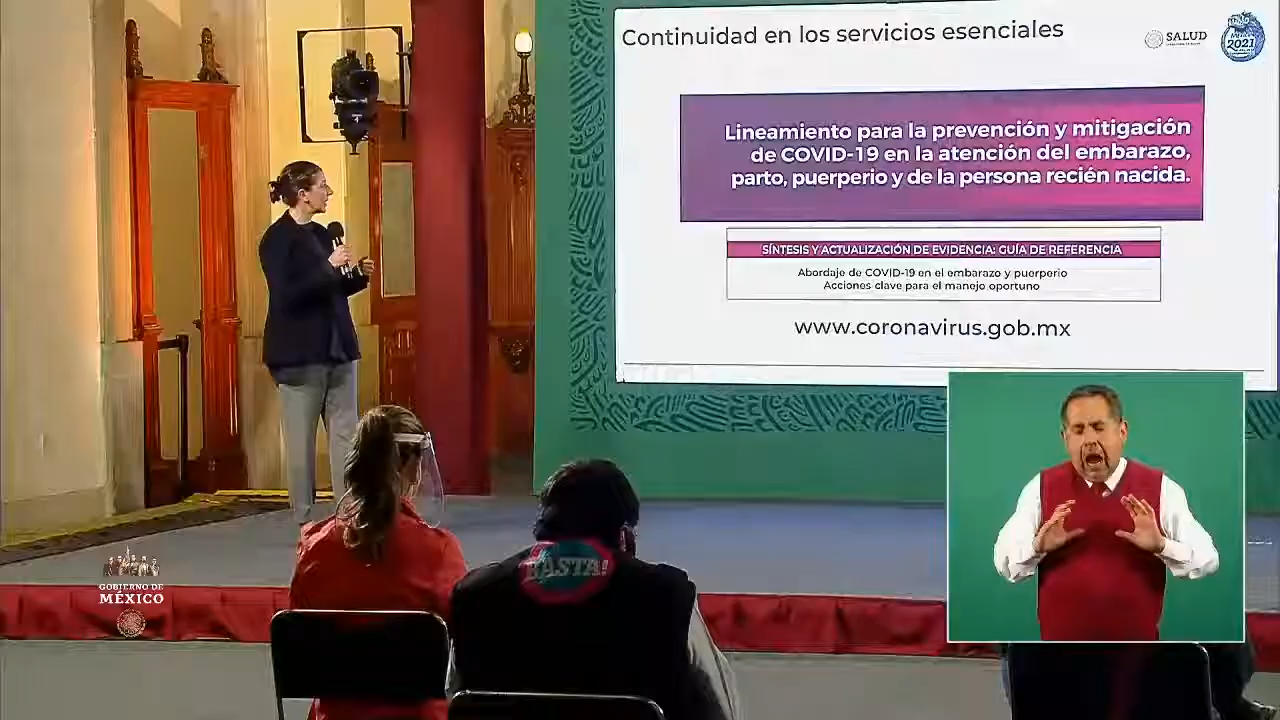 Continuidad en los servicios esenciales
SALUD
2021
Lineamiento para la prevención y mitigación
de COVID-19 en la atención del embarazo,
parto, puerperio y de la persona recién nacida.
SÍNTESIS Y ACTUALIZACIÓN DE EVIDENCIA: GUÍA DE REFERENCIA
Abordaje de COVID-19 en el embarazo y puerperio
Acciones clave para el manejo oportuno
www.coronavirus.gob.mx
BASTA!
GOBIERNO DE
MÉXICO